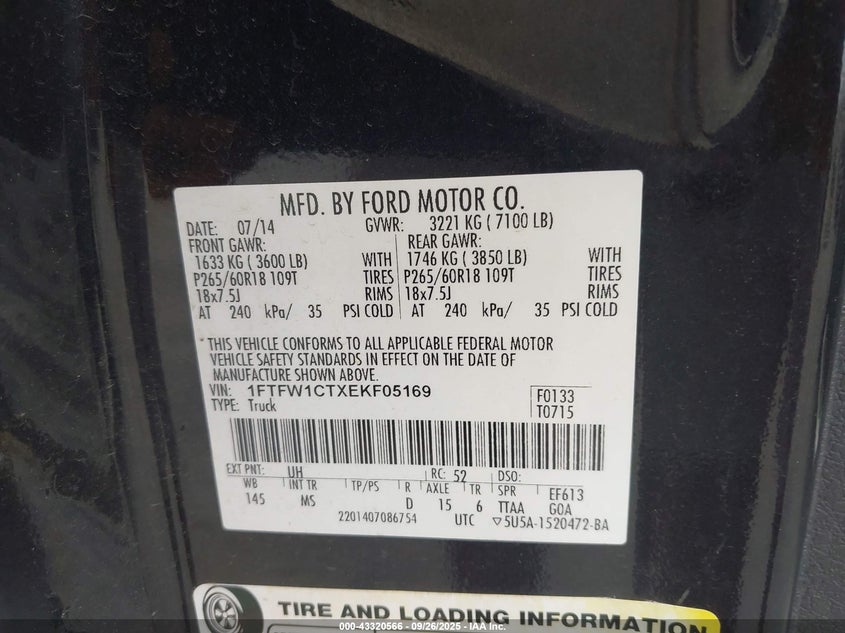 MFD. BY FORD MOTOR CO.
DATE: 07/14 GVWR: 3221 KG ( 7100 LB)
FRONT GAWR: REAR GAWR:
1633 KG ( 3600 LB) WITH 1746 KG ( 3850 LB) WITH
P265/60R18 109T TIRES P265/60R18 109T TIRES
18x7.5J RIMS 18x7.5J RIMS
AT 240 kPa/ 35 PSI COLD AT 240 kPa/ 35 PSI COLD
THIS VEHICLE CONFORMS TO ALL APPLICABLE FEDERAL MOTOR
VEHICLE SAFETY STANDARDS IN EFFECT ON THE DATE OF
MANUFACTURE SHOWN ABOVE.
VIN: 1FTFW1CTXEKF05169 F0133
TYPE: Truck T0715
EXT PNT: UH RC: 52 DSO:
WB INT TR TP/PS R AXLE TR SPR EF613
145 MS D 15 6 TTAA GOA
2201407086754 UTC ▽5U5A-1520472-BA
TIRE AND LOADING INFORMATION
000-43320566 - 09/26/2025 - IAA Inc.